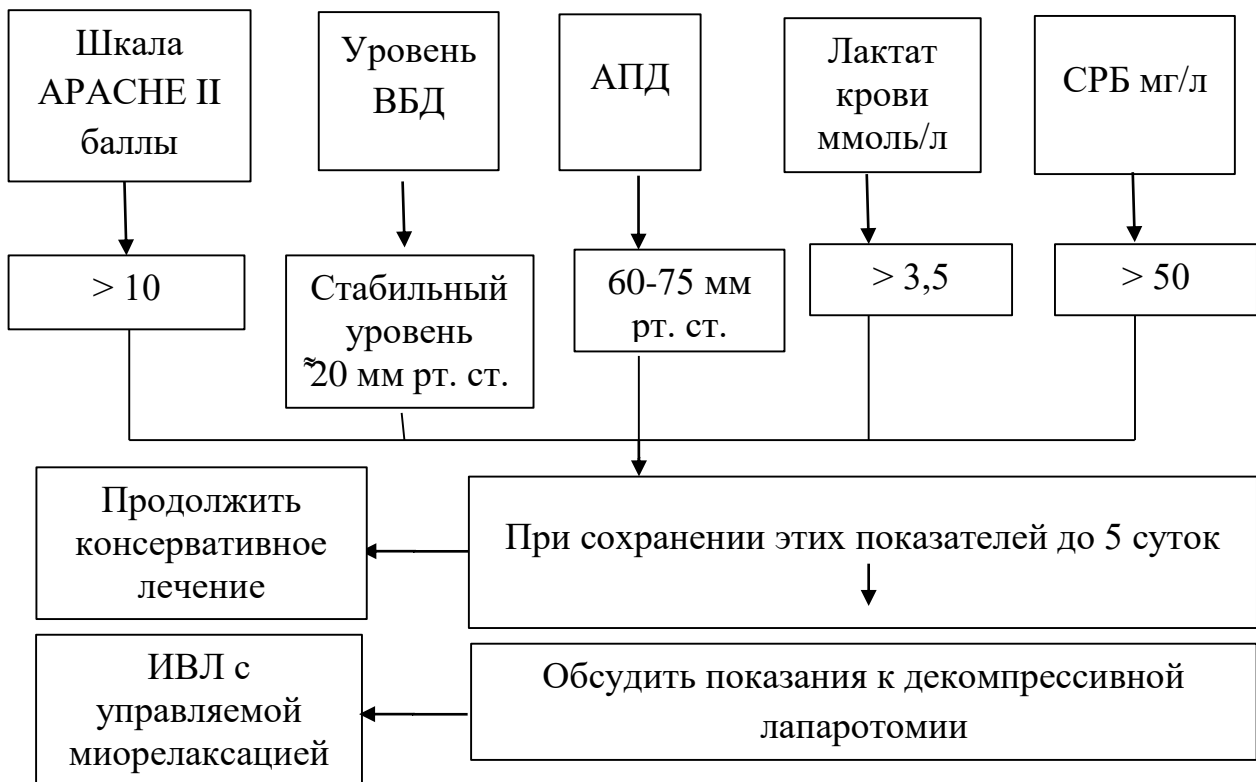 Шкала
APACHE II
баллы
Уровень
ВБД
АПД
Лактат
крови
ммоль/л
СРБ мг/л
> 10
Стабильный
уровень
≈20 мм рт. ст.
60-75 мм
рт. ст.
> 3,5
> 50
Продолжить
консервативное
лечение
При сохранении этих показателей до 5 суток
ИВЛ с
управляемой
миорелаксацией
Обсудить показания к декомпрессивной
лапаротомии